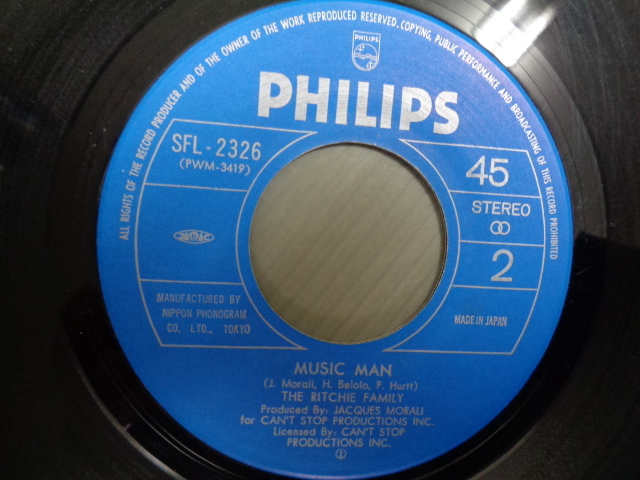 ALL RIGHTS OF THE RECORD PRODUCER AND OF THE OWNER OF THE WORK REPRODUCED RESERVED. COPYING, PUBLIC PERFORMANCE AND BROADCASTING OF THIS RECORD PROHIBITED
PHILIPS
PHILIPS
SFL-2326
(PWM-3419)
45
STEREO
2
JASRAC
MANUFACTURED BY
NIPPON PHONOGRAM
CO. LTD., TOKYO
MADE IN JAPAN
MUSIC MAN
(J. Morali, H. Belolo, P. Hurtt)
THE RITCHIE FAMILY
Produced By: JACQUES MORALI
for CAN'T STOP PRODUCTIONS INC.
Licensed By: CAN'T STOP
PRODUCTIONS INC.